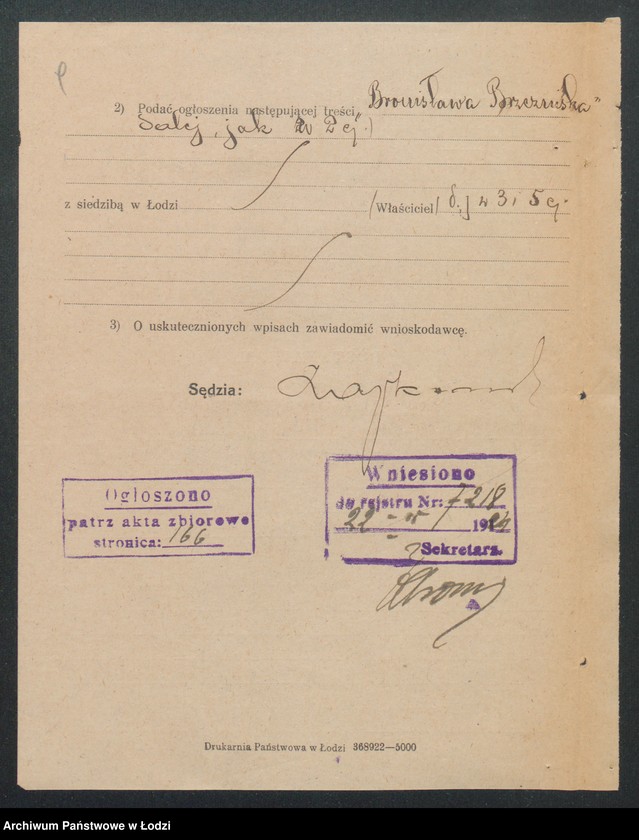 2) Podać ogłoszenia następującej treści „Bronisława Brzezińska"
Dalej, jak w 2 ej.)
z siedzibą w Łodzi (Właściciel) d.j w 3 i 5 ej.
3) O uskutecznionych wpisach zawiadomić wnioskodawcę.
Sędzia:
Ogłoszono
patrz akta zbiorowe
stronica: 166
Wniesiono
do rejstru Nr: 7218
22 192
Sekretarz.
Drukarnia Państwowa w Łodzi 368922—5000
Archiwum Państwowe w Łodzi